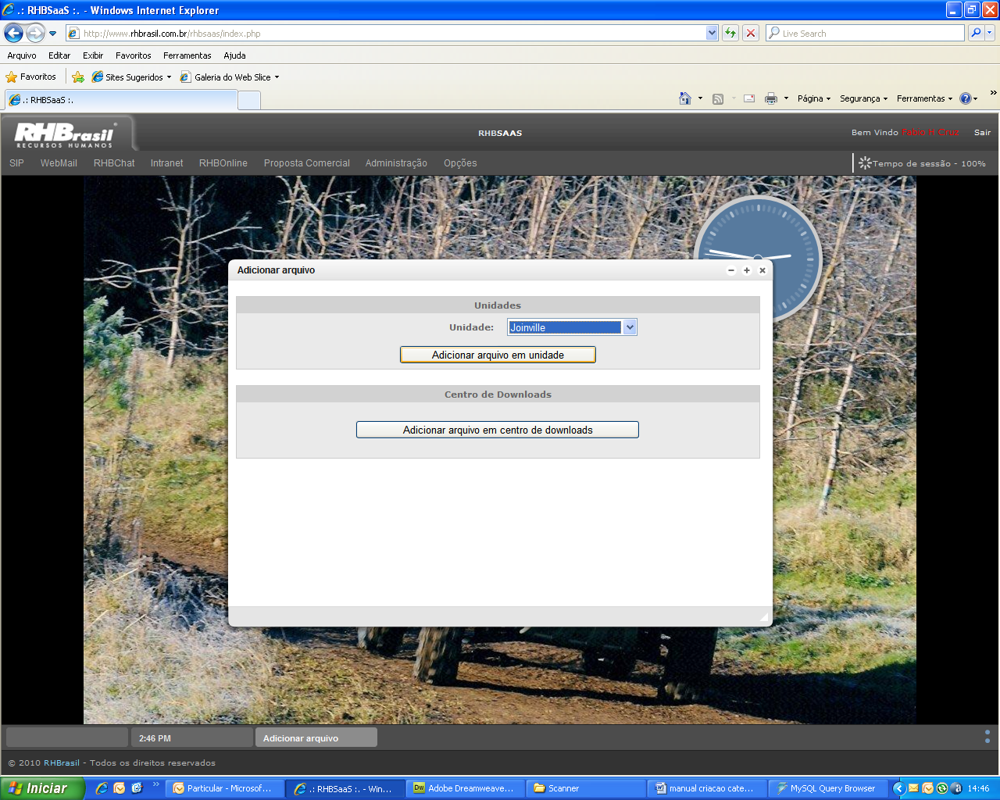 .: RHBSaaS :. - Windows Internet Explorer
http://www.rhbrasil.com.br/rhbsaas/index.php
Live Search
Arquivo Editar Exibir Favoritos Ferramentas Ajuda
Favoritos Sites Sugeridos Galeria do Web Slice
.: RHBSaaS :. Página Segurança Ferramentas
RHBrasil
RECURSOS HUMANOS
RHBSAAS
Bem Vindo Fabio H Cruz Sair
SIP WebMail RHBChat Intranet RHBOnline Proposta Comercial Administração Opções Tempo de sessão - 100%
Adicionar arquivo
Unidades
Unidade: Joinville
Adicionar arquivo em unidade
Centro de Downloads
Adicionar arquivo em centro de downloads
2:46 PM Adicionar arquivo
© 2010 RHBrasil - Todos os direitos reservados
Iniciar Particular - Microsof... .: RHBSaaS :. - Win... Adobe Dreamweave... Scanner manual criacao cate... MySQL Query Browser 14:46